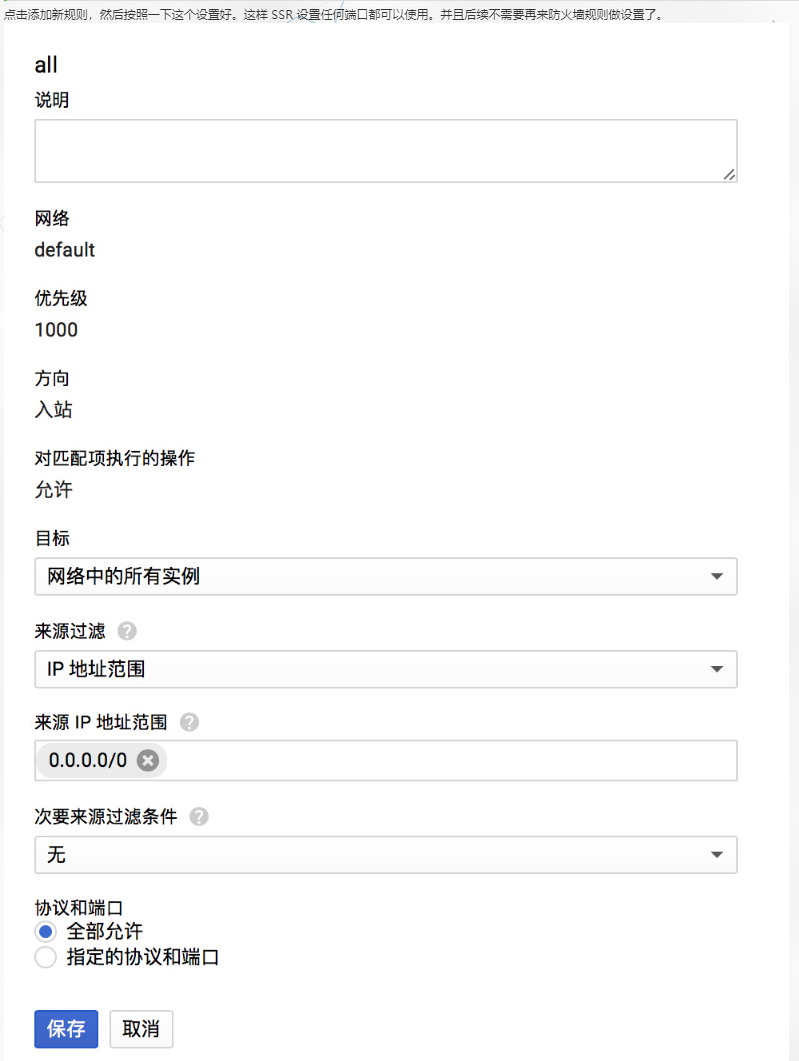 点击添加新规则，然后按照一下这个设置好。这样 SSR 设置任何端口都可以使用。并且后续不需要再来防火墙规则做设置了。
all
说明
网络
default
优先级
1000
方向
入站
对匹配项执行的操作
允许
目标
网络中的所有实例
来源过滤
IP 地址范围
来源 IP 地址范围
0.0.0.0/0
次要来源过滤条件
无
协议和端口
全部允许
指定的协议和端口
保存 取消